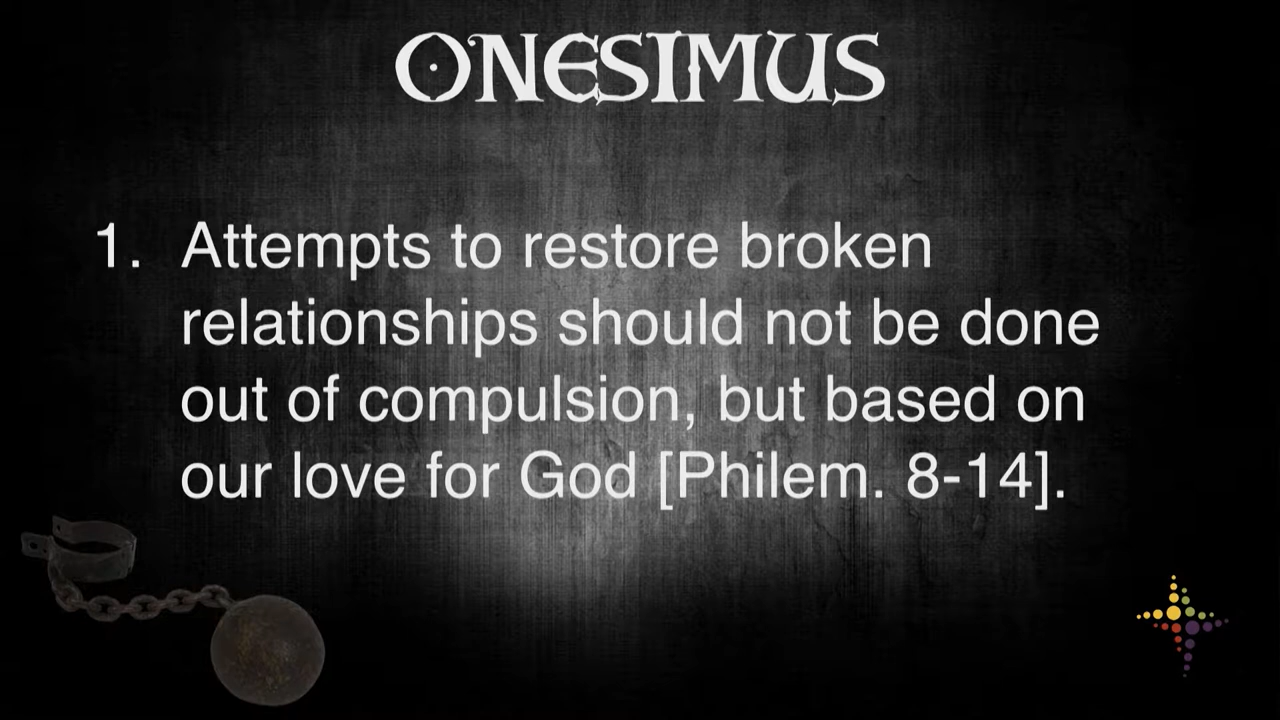 ONESIMUS
1. Attempts to restore broken
relationships should not be done
out of compulsion, but based on
our love for God [Philem. 8-14].